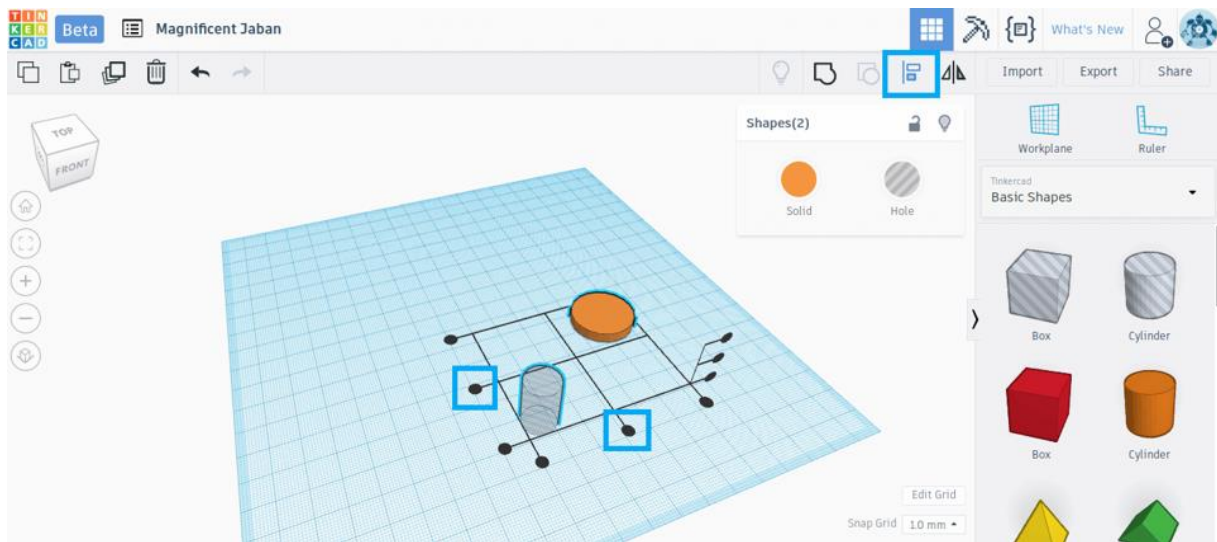 TIN
KER
CAD
Beta
Magnificent Jaban
What's New
Import
Export
Share
Shapes(2)
Solid
Hole
TOP
FRONT
Workplane
Ruler
Tinkercad
Basic Shapes
Box
Cylinder
Box
Cylinder
Edit Grid
Snap Grid 1.0 mm